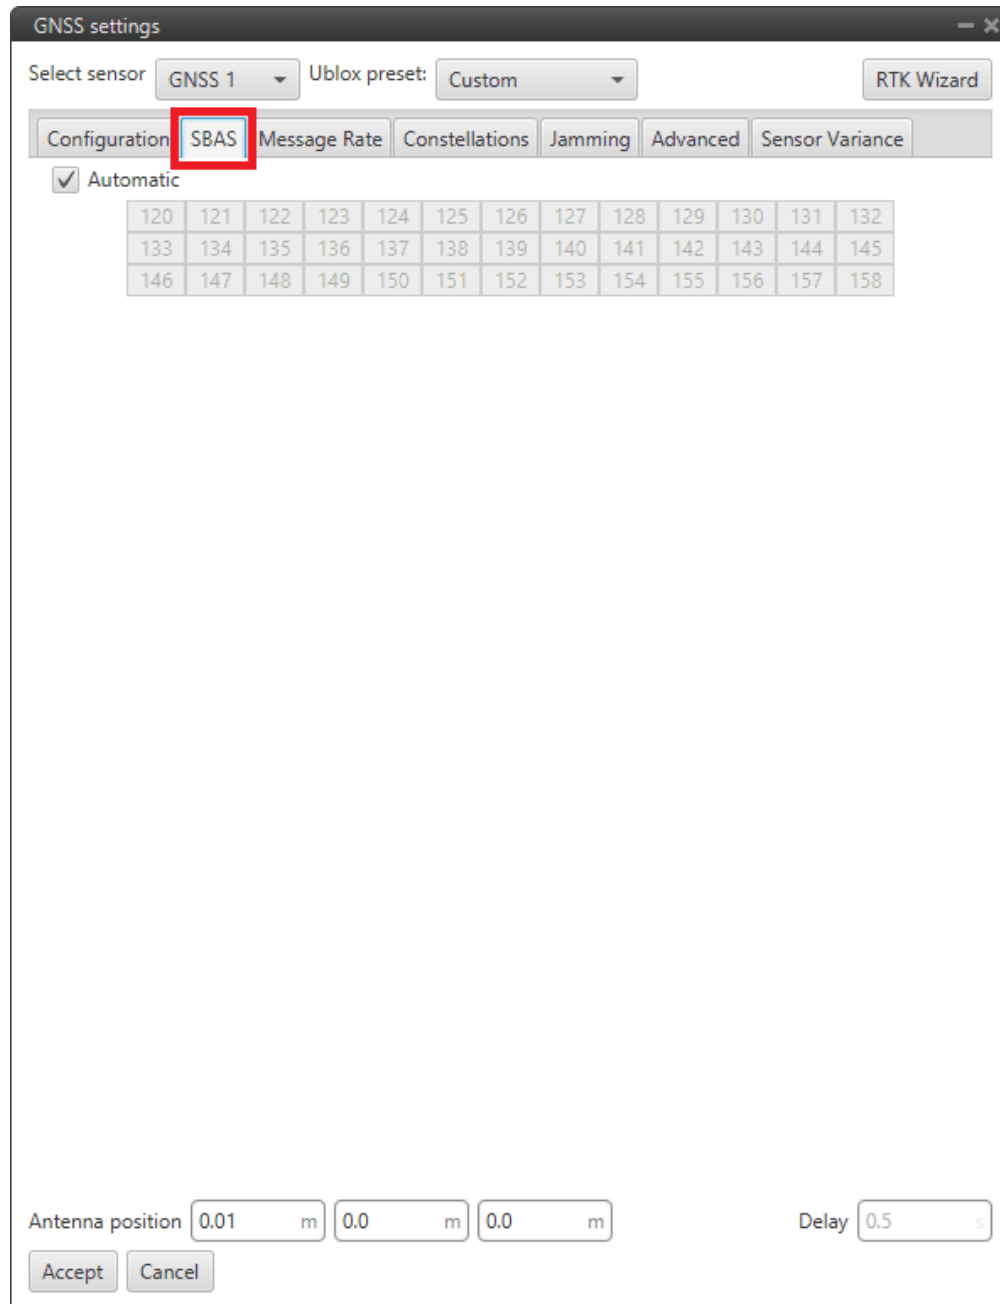 GNSS settings
Select sensor GNSS 1 Ublox preset: Custom RTK Wizard
Configuration SBAS Message Rate Constellations Jamming Advanced Sensor Variance
Automatic
120 121 122 123 124 125 126 127 128 129 130 131 132
133 134 135 136 137 138 139 140 141 142 143 144 145
146 147 148 149 150 151 152 153 154 155 156 157 158
Antenna position 0.01 m 0.0 m 0.0 m Delay 0.5 s
Accept Cancel